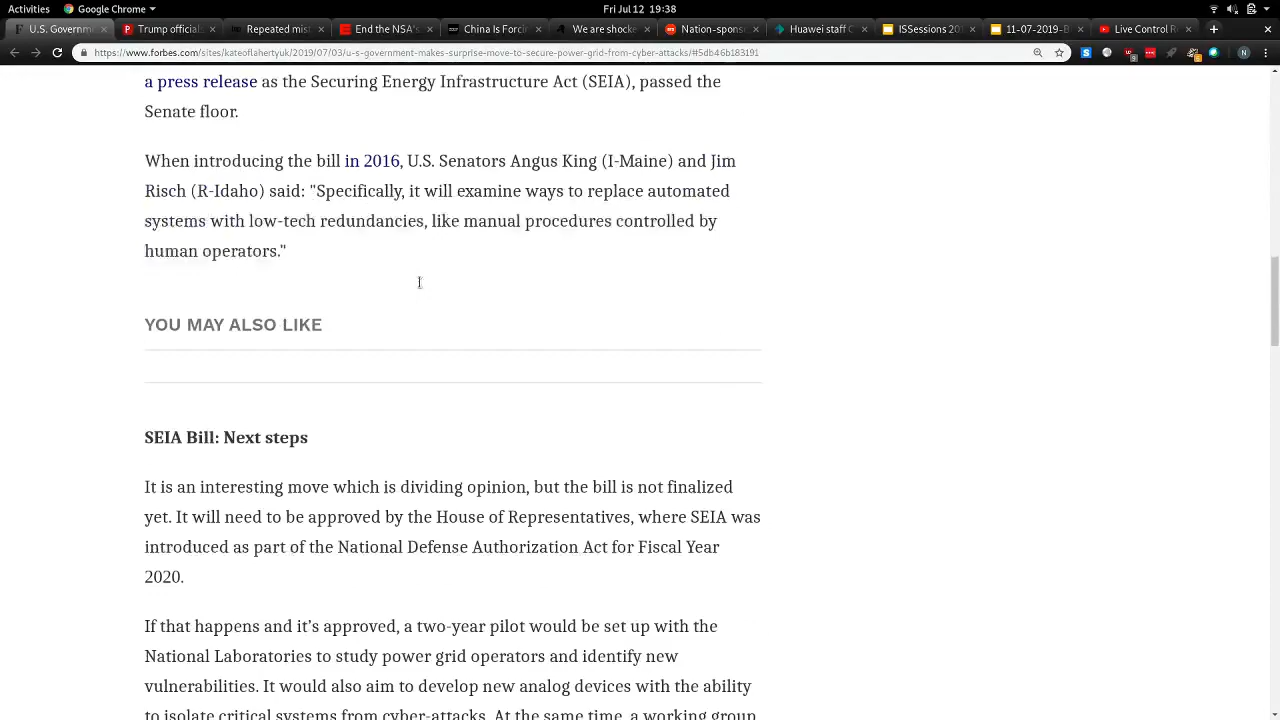 Activities
Google Chrome
Fri Jul 12 19:38
U.S. Governm
Trump official
Repeated mist
End the NSA's
China Is Forcin
We are shocke
Nation-spons
Huawei staff C
ISSessions 201
11-07-2019-B
Live Control R
https://www.forbes.com/sites/kateoflahertyuk/2019/07/03/u-s-government-makes-surprise-move-to-secure-power-grid-from-cyber-attacks/#5db46b183191
a press release as the Securing Energy Infrastructure Act (SEIA), passed the
Senate floor.
When introducing the bill in 2016, U.S. Senators Angus King (I-Maine) and Jim
Risch (R-Idaho) said: "Specifically, it will examine ways to replace automated
systems with low-tech redundancies, like manual procedures controlled by
human operators."
YOU MAY ALSO LIKE
SEIA Bill: Next steps
It is an interesting move which is dividing opinion, but the bill is not finalized
yet. It will need to be approved by the House of Representatives, where SEIA was
introduced as part of the National Defense Authorization Act for Fiscal Year
2020.
If that happens and it’s approved, a two-year pilot would be set up with the
National Laboratories to study power grid operators and identify new
vulnerabilities. It would also aim to develop new analog devices with the ability
to isolate critical systems from cyber-attacks. At the same time, a working group